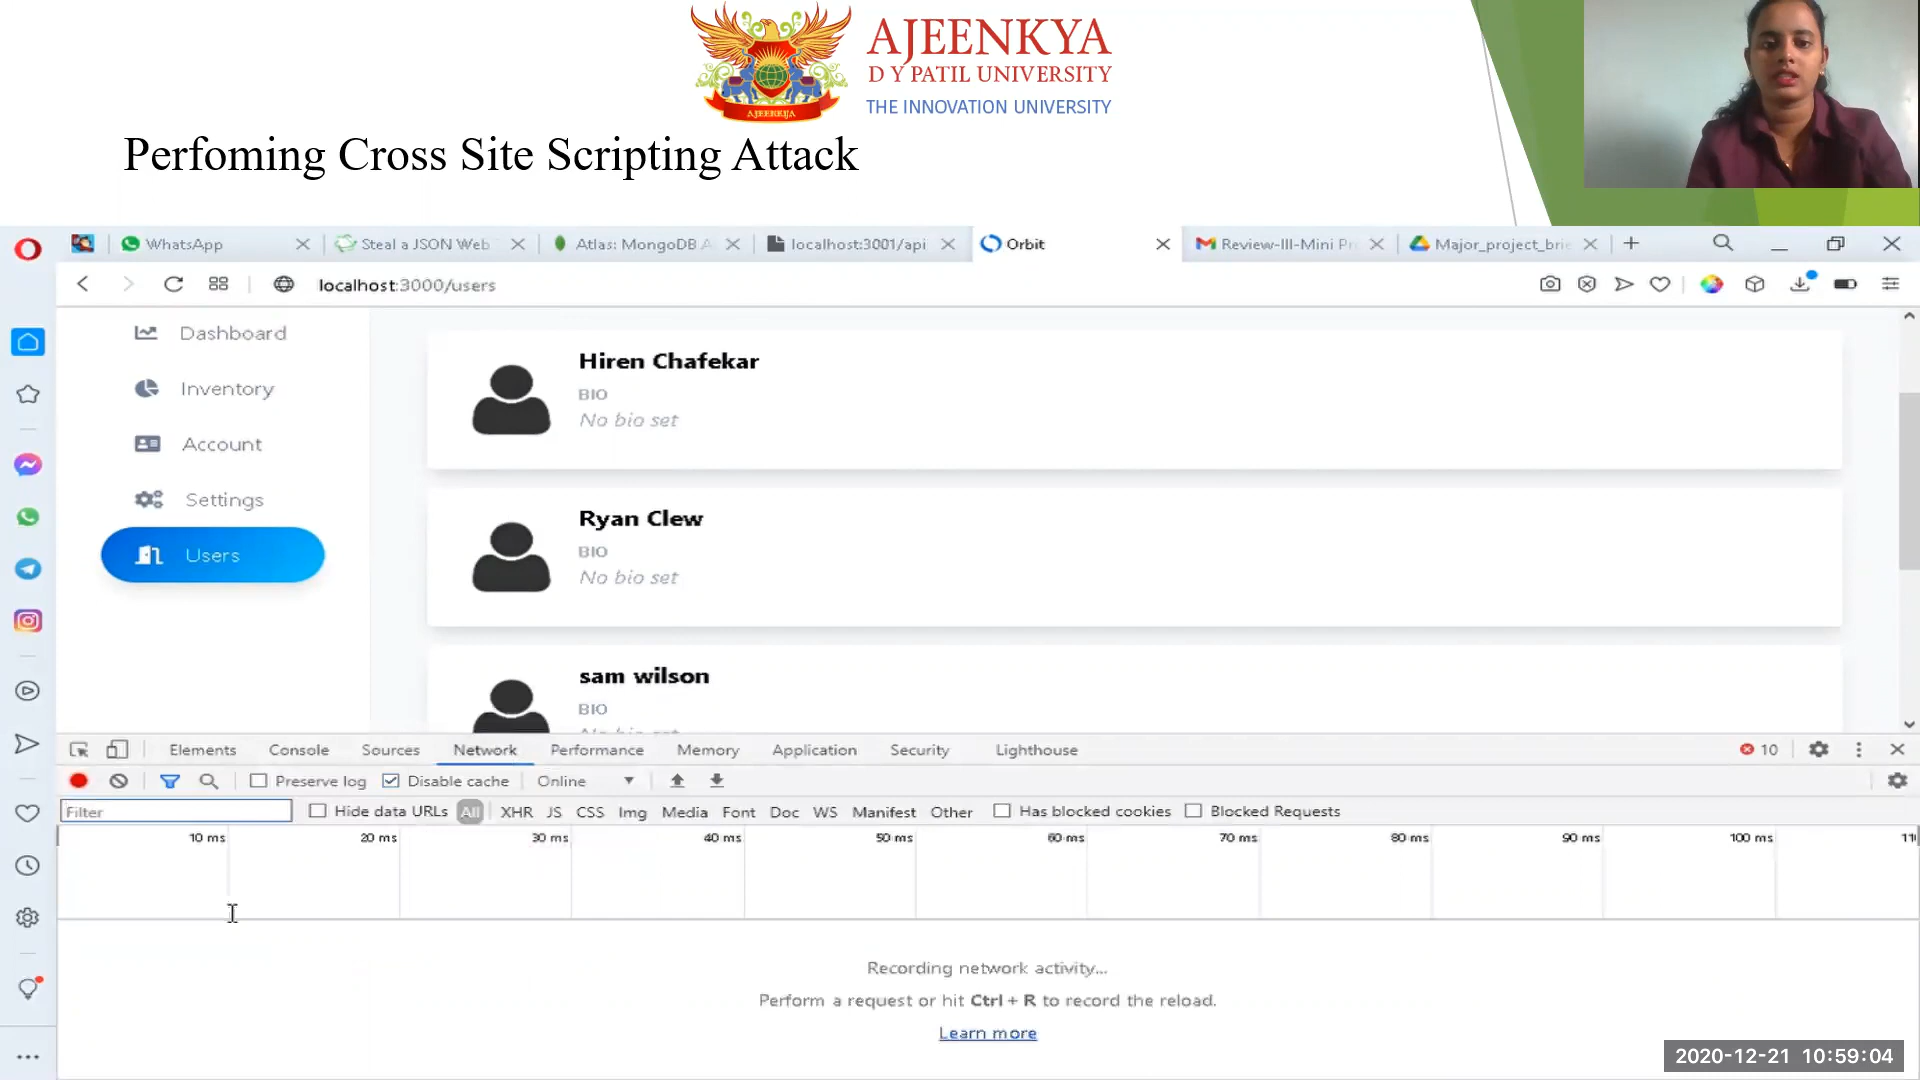 AJEENKYA
D Y PATIL UNIVERSITY
THE INNOVATION UNIVERSITY
AJEENKYA
Perfoming Cross Site Scripting Attack
WhatsApp
Steal a JSON Web
Atlas: MongoDB A
localhost:3001/api
Orbit
Review-III-Mini Pr
Major_project_brie
localhost:3000/users
Dashboard
Inventory
Account
Settings
Users
Hiren Chafekar
BIO
No bio set
Ryan Clew
BIO
No bio set
sam wilson
BIO
No bio set
Elements Console Sources Network Performance Memory Application Security Lighthouse 10
Preserve log Disable cache Online
Filter Hide data URLs All XHR JS CSS Img Media Font Doc WS Manifest Other Has blocked cookies Blocked Requests
10 ms 20 ms 30 ms 40 ms 50 ms 60 ms 70 ms 80 ms 90 ms 100 ms 11
Recording network activity...
Perform a request or hit Ctrl + R to record the reload.
Learn more
2020-12-21 10:59:04